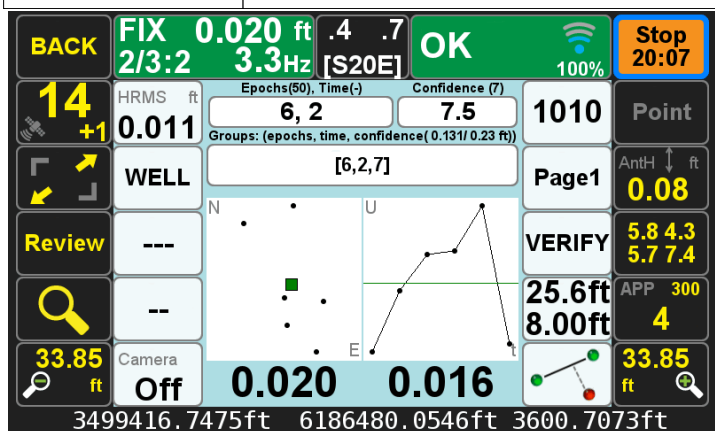 BACK
FIX 0.020 ft
2/3:2 3.3Hz
.4 .7
[S20E]
OK
100%
Stop
20:07
14
+1
HRMS ft
0.011
Epochs(50), Time(-)
6, 2
Confidence (7)
7.5
1010
Point
Groups: (epochs, time, confidence( 0.131/ 0.23 ft))
[6,2,7]
WELL
Page1
AntH ft
0.08
Review
---
N
U
E
t
VERIFY
5.8 4.3
5.7 7.4
--
25.6ft
8.00ft
APP 300
4
33.85
ft
Camera
Off
0.020 0.016
33.85
ft
3499416.7475ft 6186480.0546ft 3600.7073ft